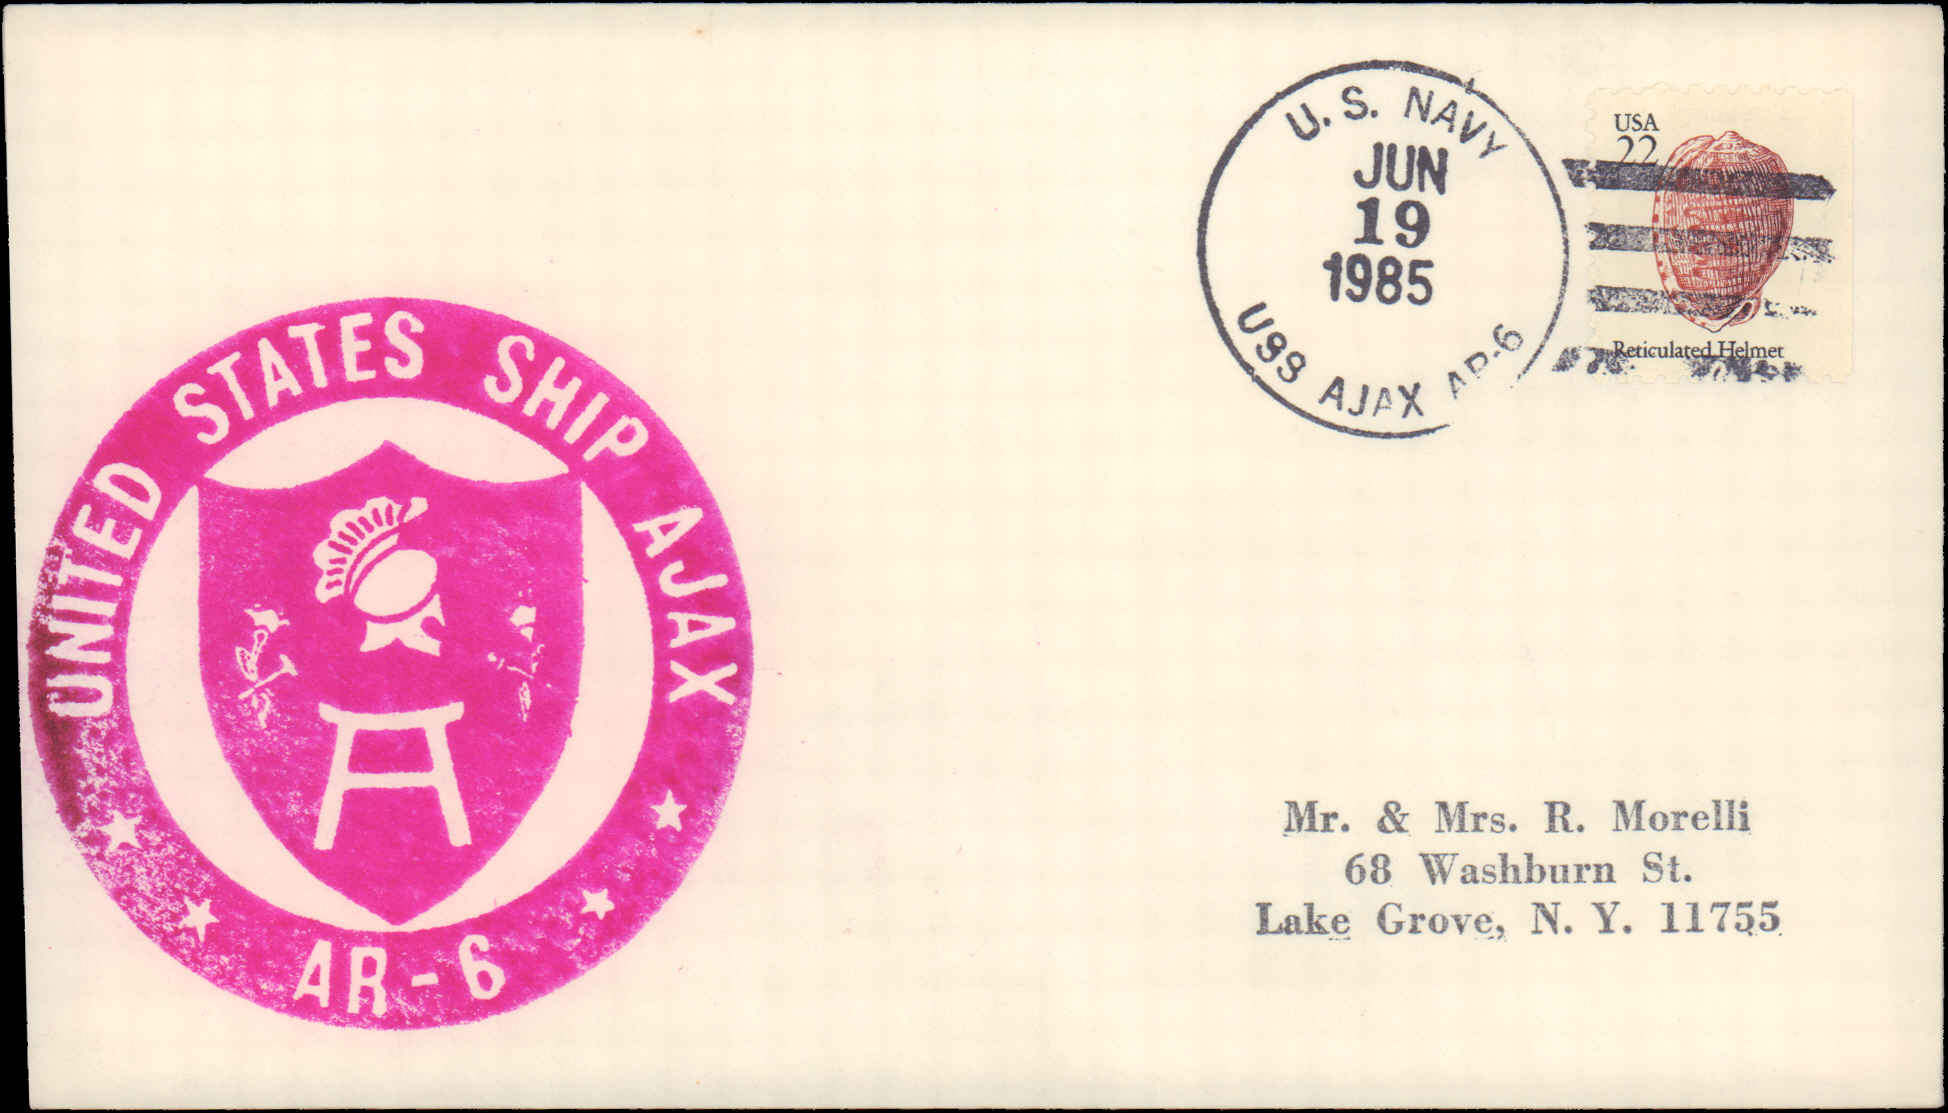 U.S. NAVY
JUN
19
1985
USS AJAX AR-6
USA
22
Reticulated Helmet
UNITED STATES SHIP AJAX
AR-6
Mr. & Mrs. R. Morelli
68 Washburn St.
Lake Grove, N. Y. 11755